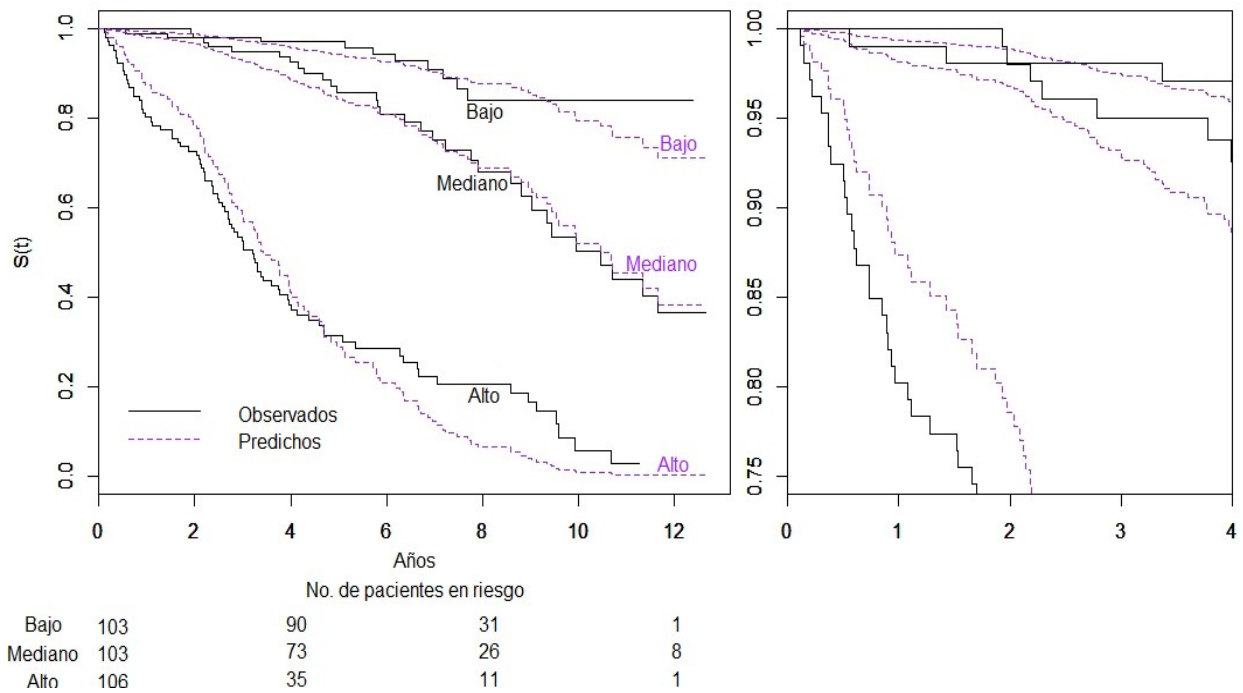 S(t)
1.0
0.8
0.6
0.4
0.2
0.0
Bajo
Bajo
Mediano
Mediano
Alto
Alto
Observados
Predichos
0 2 4 6 8 10 12
Años
1.00
0.95
0.90
0.85
0.80
0.75
0 1 2 3 4
No. de pacientes en riesgo
Bajo 103 90 31 1
Mediano 103 73 26 8
Alto 106 35 11 1